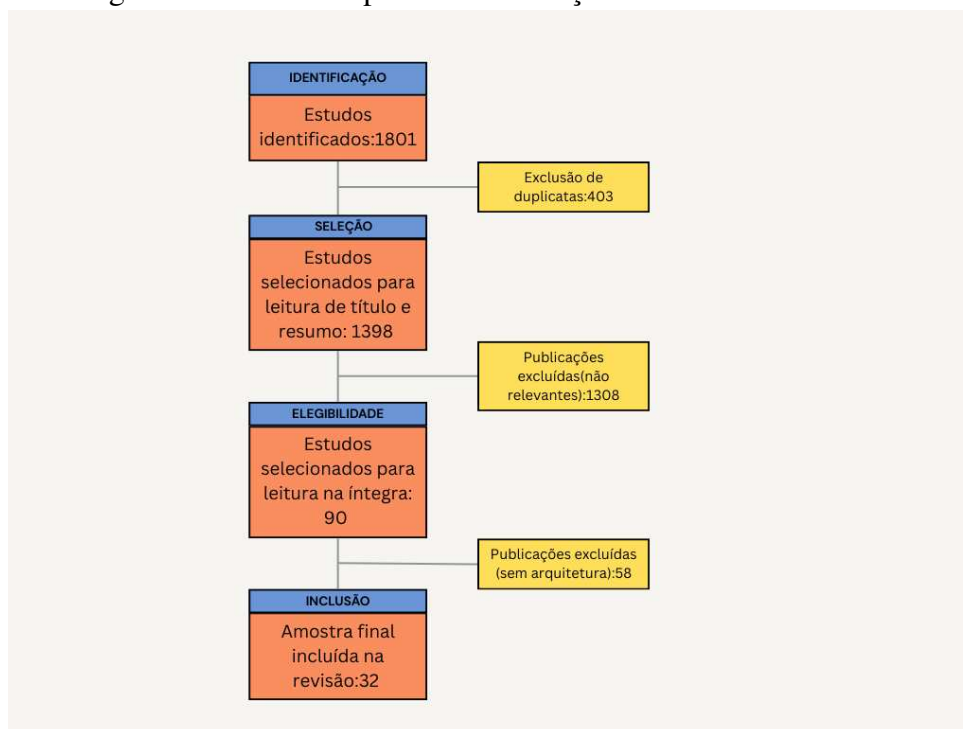 IDENTIFICAÇÃO
Estudos
identificados:1801
Exclusão de
duplicatas:403
SELEÇÃO
Estudos
selecionados para
leitura de título e
resumo: 1398
Publicações
excluídas(não
relevantes):1308
ELEGIBILIDADE
Estudos
selecionados para
leitura na íntegra:
90
Publicações excluídas
(sem arquitetura):58
INCLUSÃO
Amostra final
incluída na
revisão:32